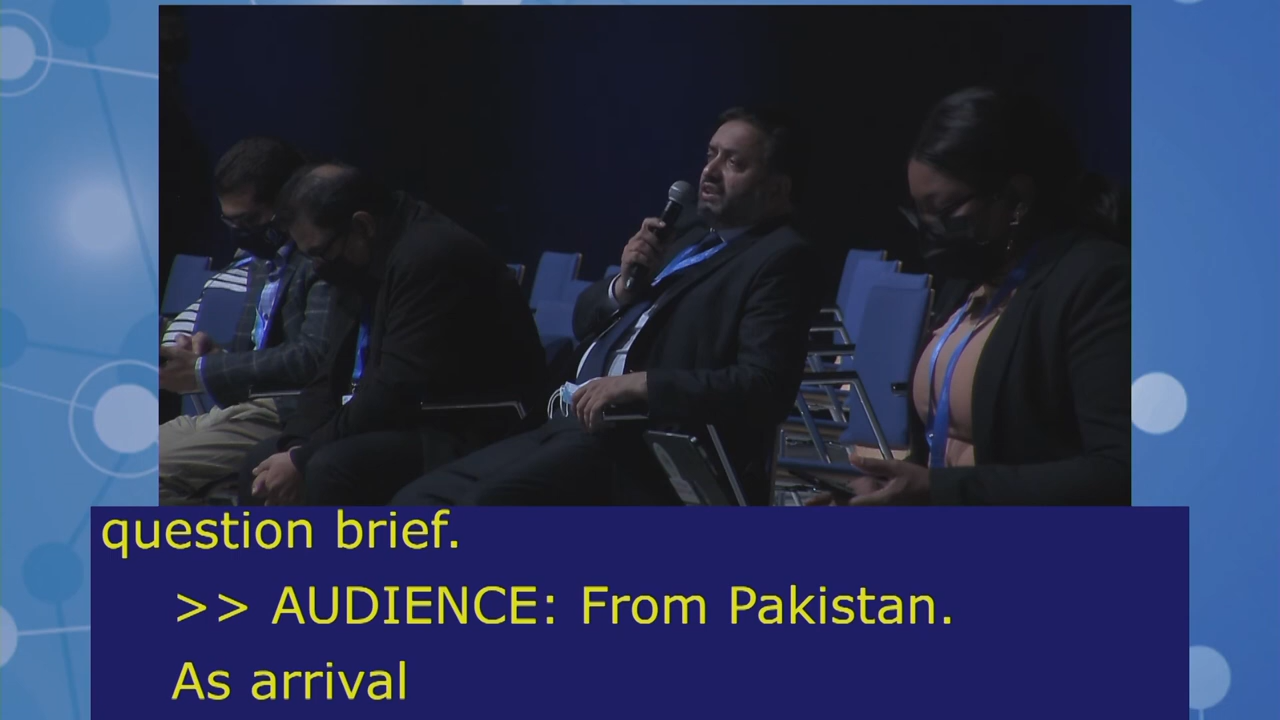 question brief.
>> AUDIENCE: From Pakistan.
As arrival